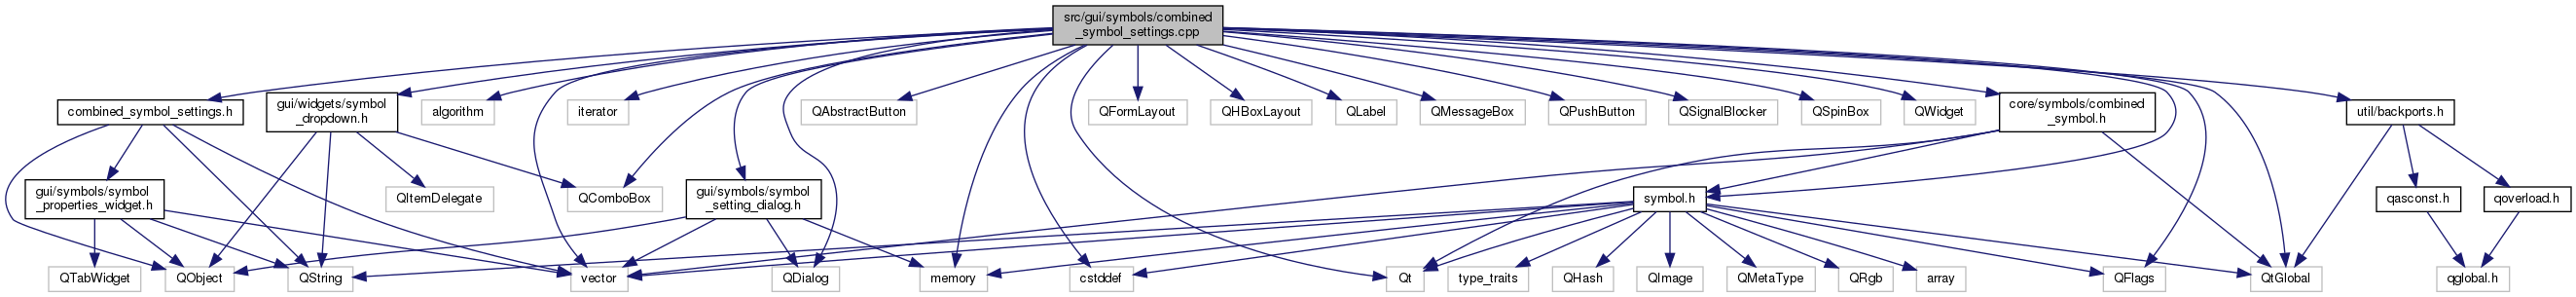 src/gui/symbols/combined
_symbol_settings.cpp
combined_symbol_settings.h
gui/widgets/symbol
_dropdown.h
algorithm
iterator
QAbstractButton
QFormLayout
QHBoxLayout
QLabel
QMessageBox
QPushButton
QSignalBlocker
QSpinBox
QWidget
core/symbols/combined
_symbol.h
util/backports.h
gui/symbols/symbol
_properties_widget.h
QItemDelegate
QComboBox
gui/symbols/symbol
_setting_dialog.h
symbol.h
qasconst.h
qoverload.h
QTabWidget
QObject
QString
vector
QDialog
memory
cstddef
Qt
type_traits
QHash
QImage
QMetaType
QRgb
array
QFlags
QtGlobal
qglobal.h